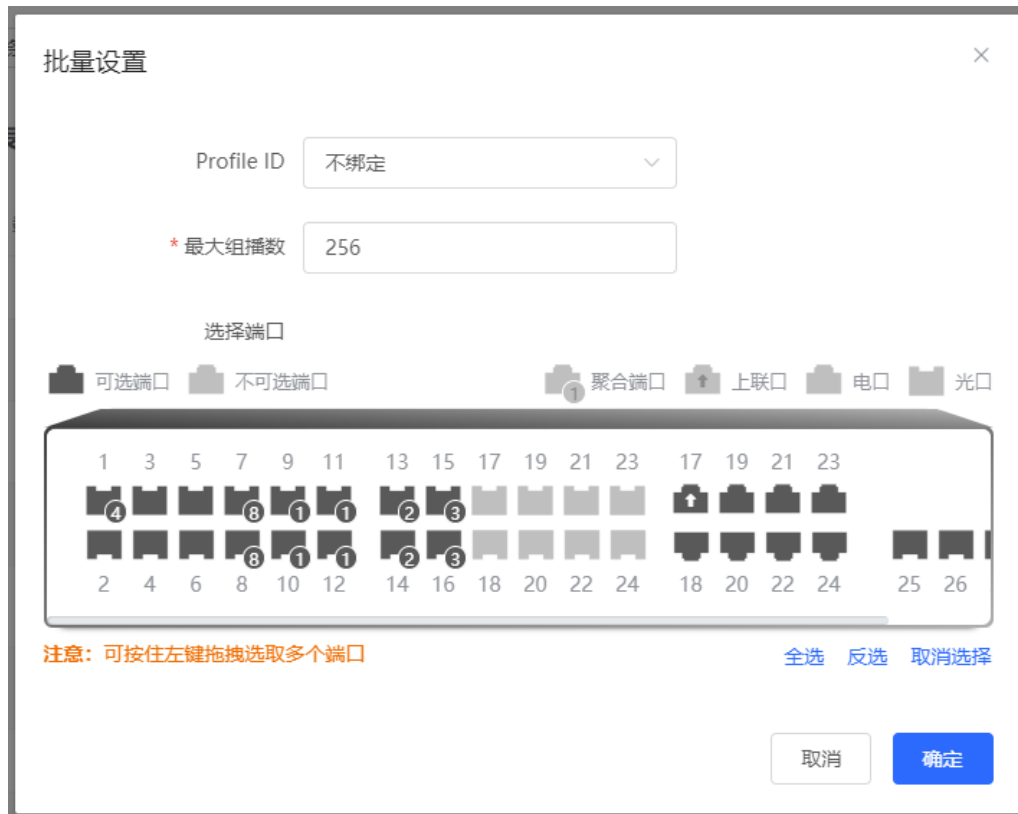 批量设置
Profile ID 不绑定
* 最大组播数 256
选择端口
可选端口 不可选端口 1 聚合端口 上联口 电口 光口
1 3 5 7 9 11 13 15 17 19 21 23 17 19 21 23
4 8 1 1 2 3
8 1 1 2 3
2 4 6 8 10 12 14 16 18 20 22 24 18 20 22 24 25 26
注意：可按住左键拖拽选取多个端口 全选 反选 取消选择
取消 确定